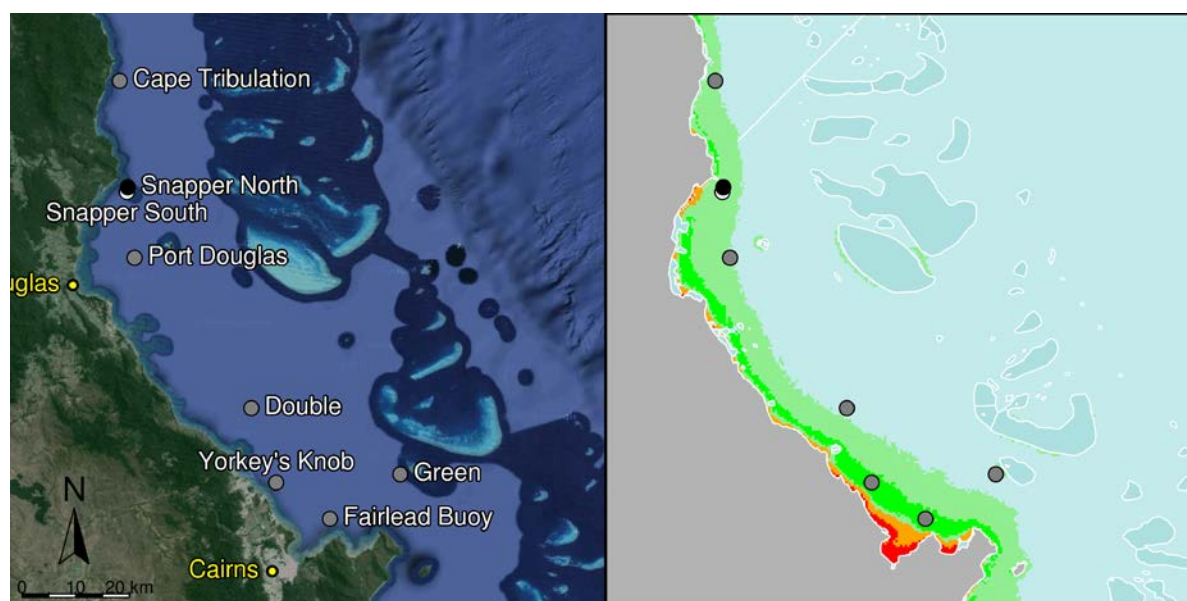 Cape Tribulation
Snapper North
Snapper South
Port Douglas
uglas
Double
Yorkey's Knob
Green
N
Fairlead Buoy
Cairns
0 10 20 km